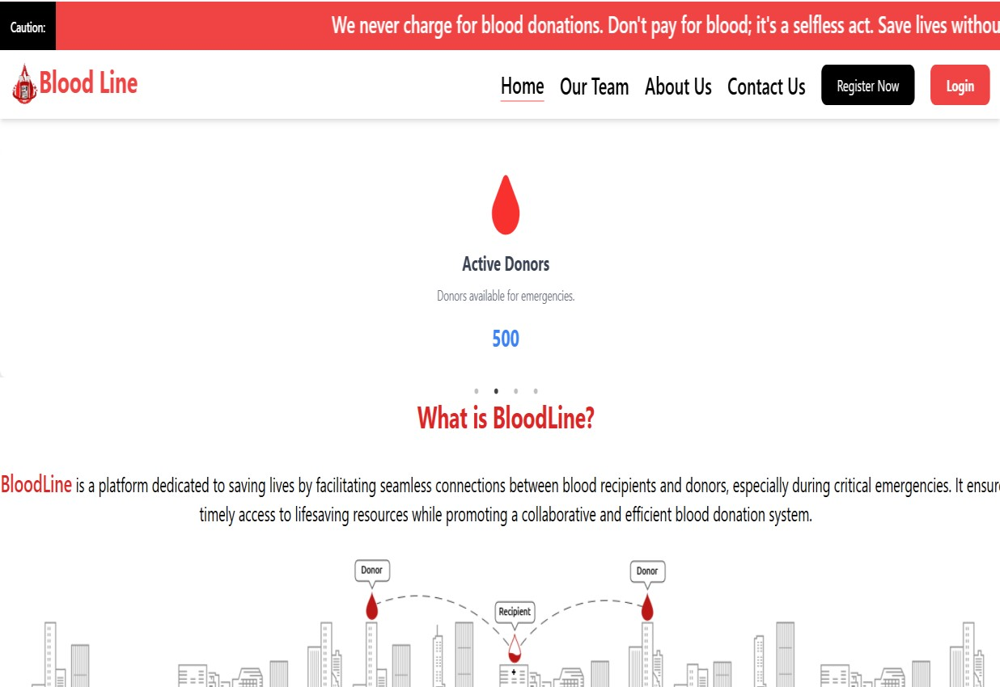 Caution:
We never charge for blood donations. Don't pay for blood; it's a selfless act. Save lives withou
Blood Line
Home
Our Team
About Us
Contact Us
Register Now
Login
Active Donors
Donors available for emergencies.
500
What is BloodLine?
BloodLine is a platform dedicated to saving lives by facilitating seamless connections between blood recipients and donors, especially during critical emergencies. It ensure
timely access to lifesaving resources while promoting a collaborative and efficient blood donation system.
Donor
Donor
Recipient